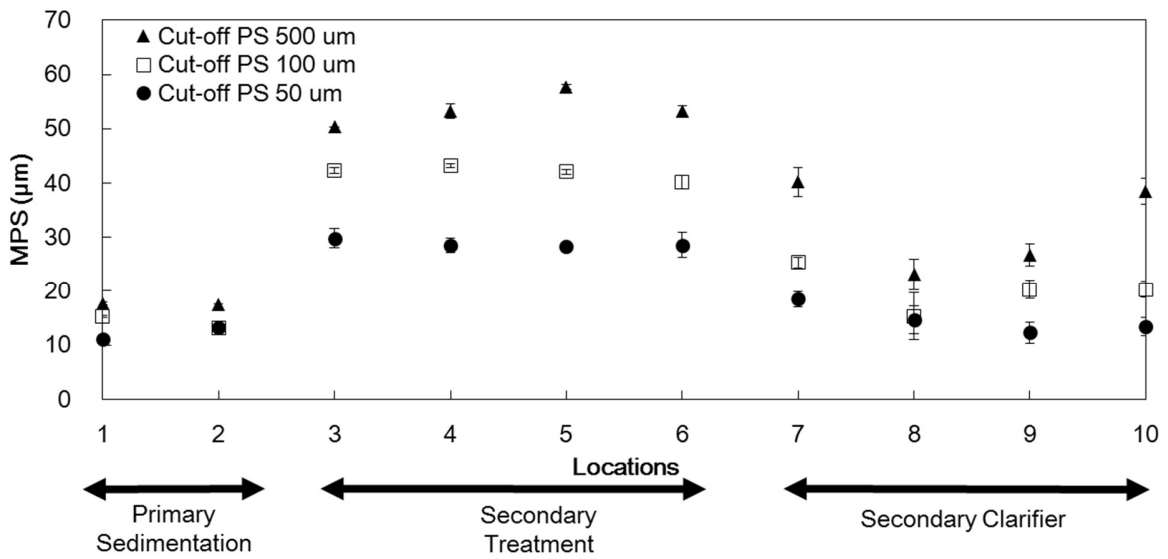 70
60
50
40
30
20
10
0
MPS (µm)
Cut-off PS 500 um
Cut-off PS 100 um
Cut-off PS 50 um
1 2 3 4 5 6 7 8 9 10
Locations
Primary
Sedimentation
Secondary
Treatment
Secondary Clarifier